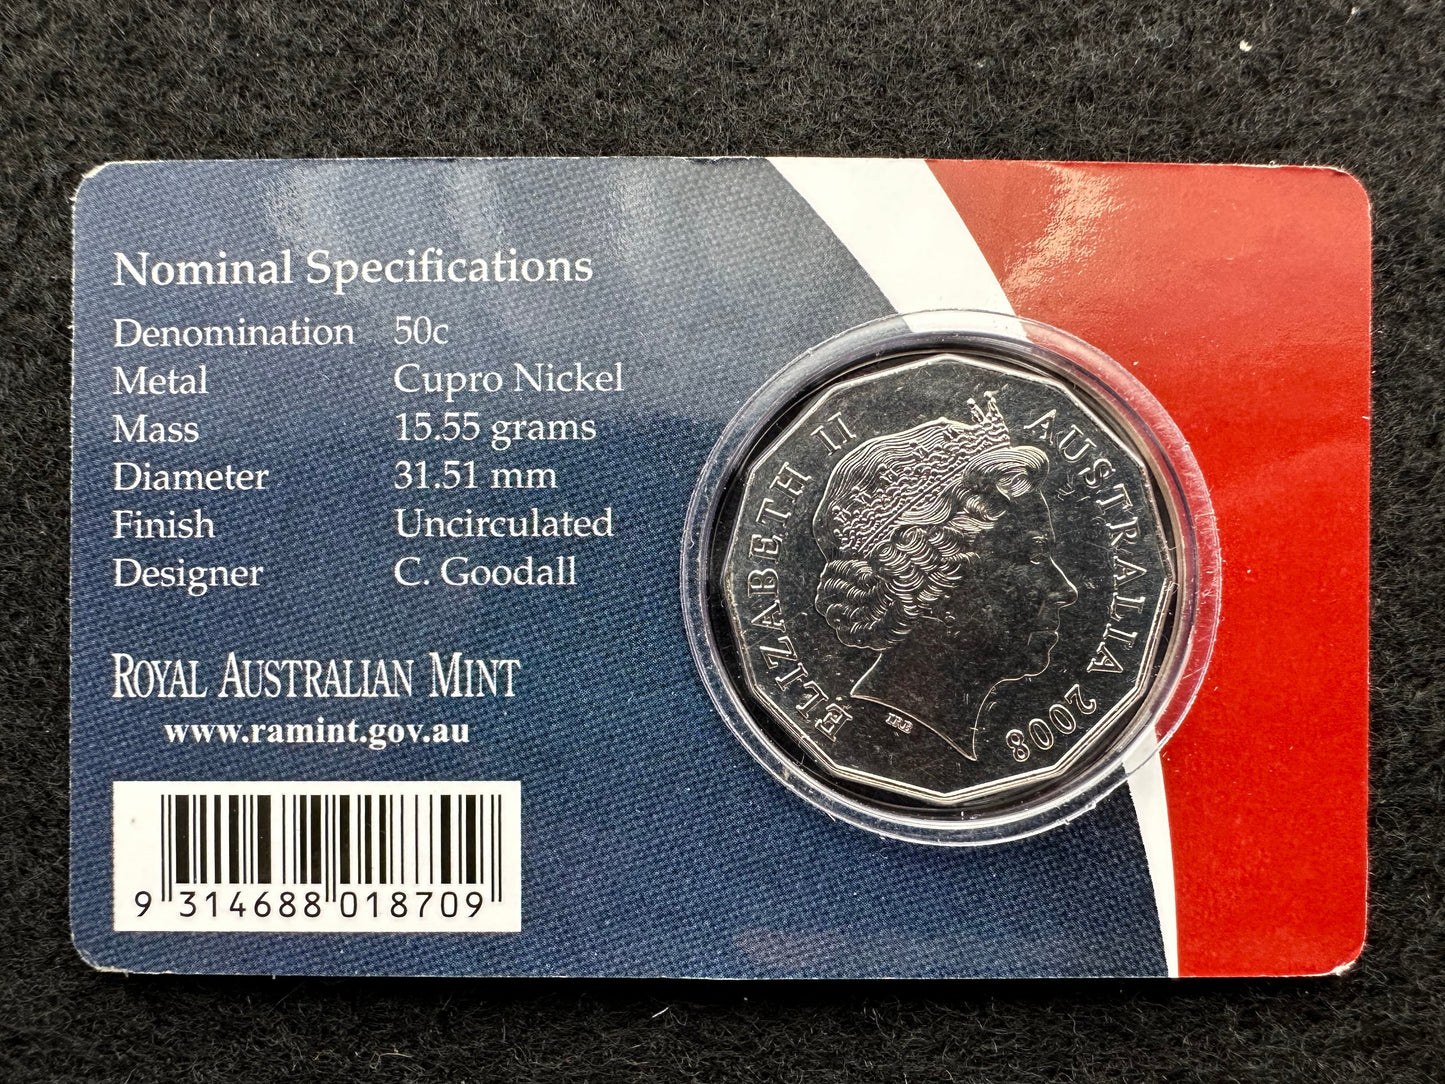 Nominal Specifications
Denomination 50c
Metal Cupro Nickel
Mass 15.55 grams
Diameter 31.51 mm
Finish Uncirculated
Designer C. Goodall
ROYAL AUSTRALIAN MINT
www.ramint.gov.au
9 314688 018709
ELIZABETH II
AUSTRALIA 2008
IRB